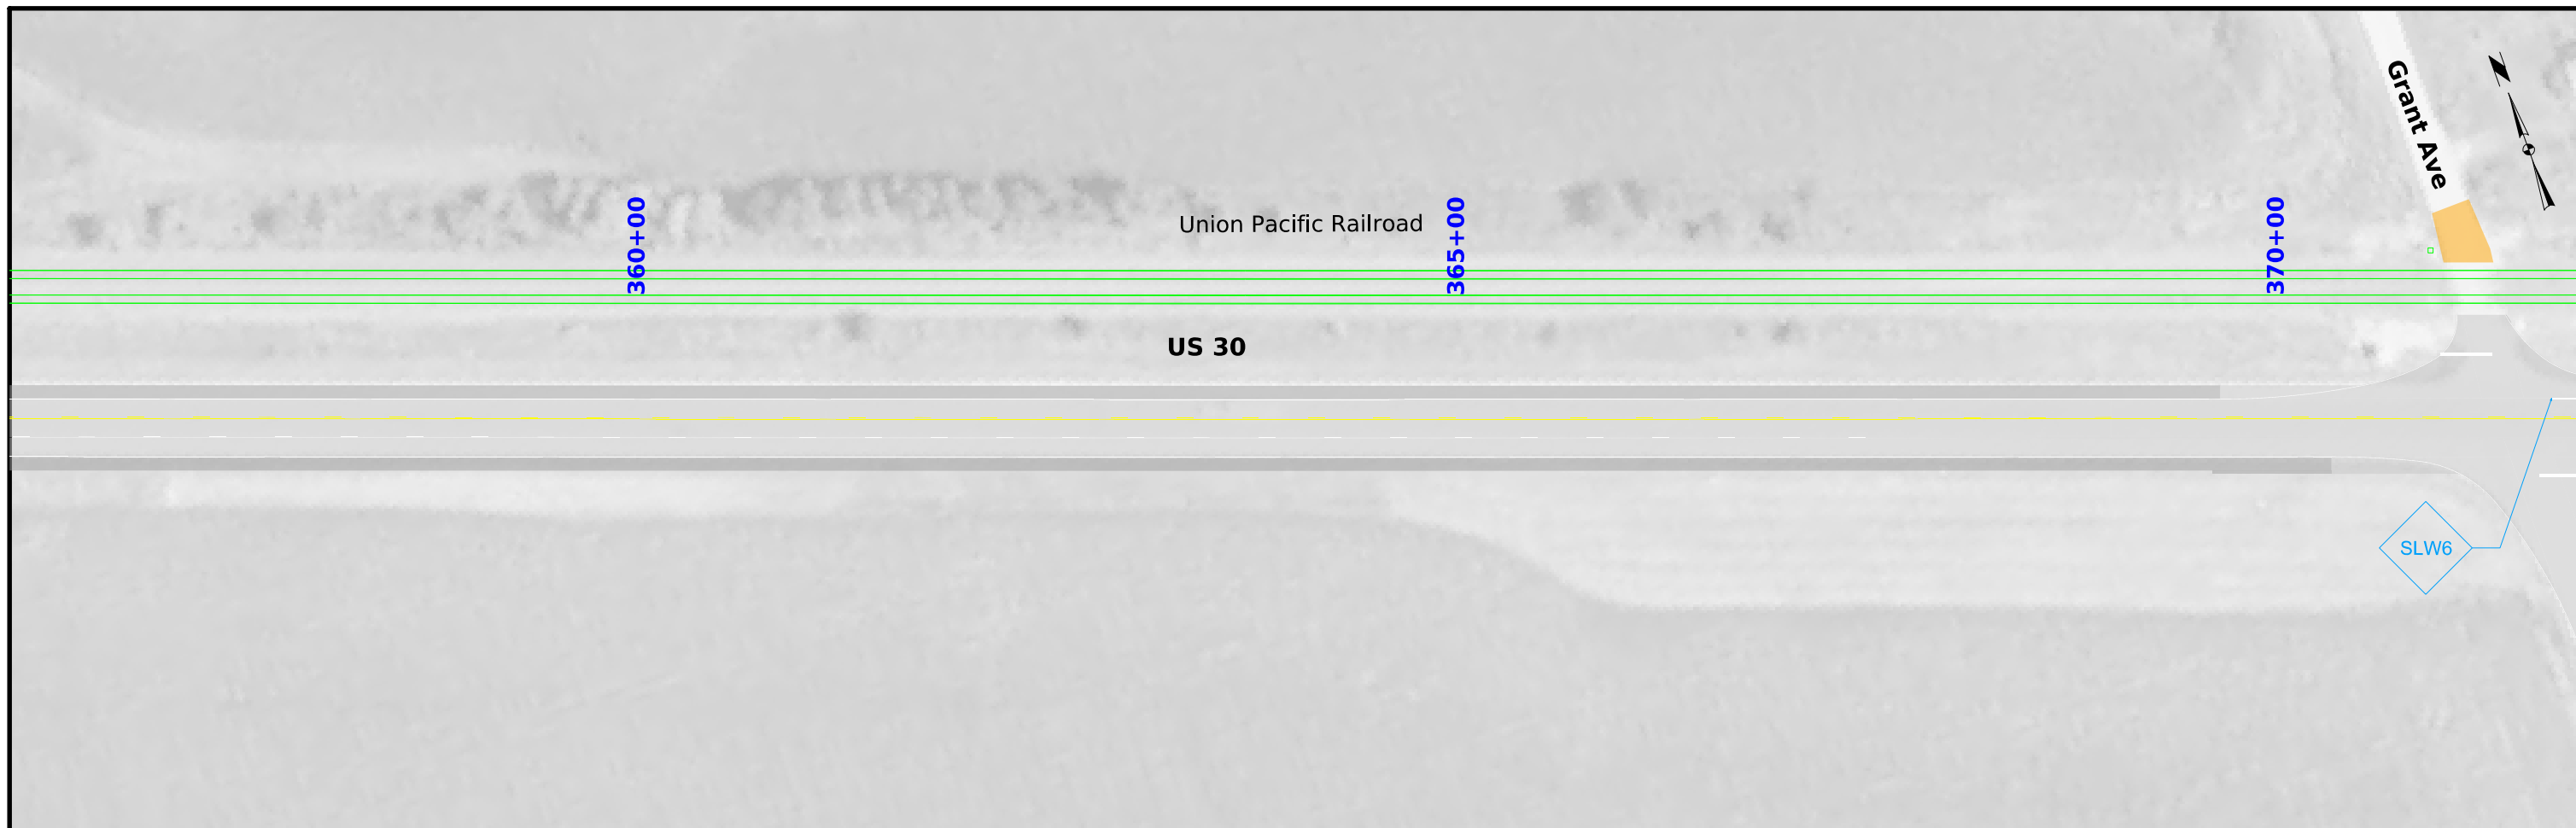 Grant Ave
360+00
365+00
370+00
Union Pacific Railroad
US 30
SLW6